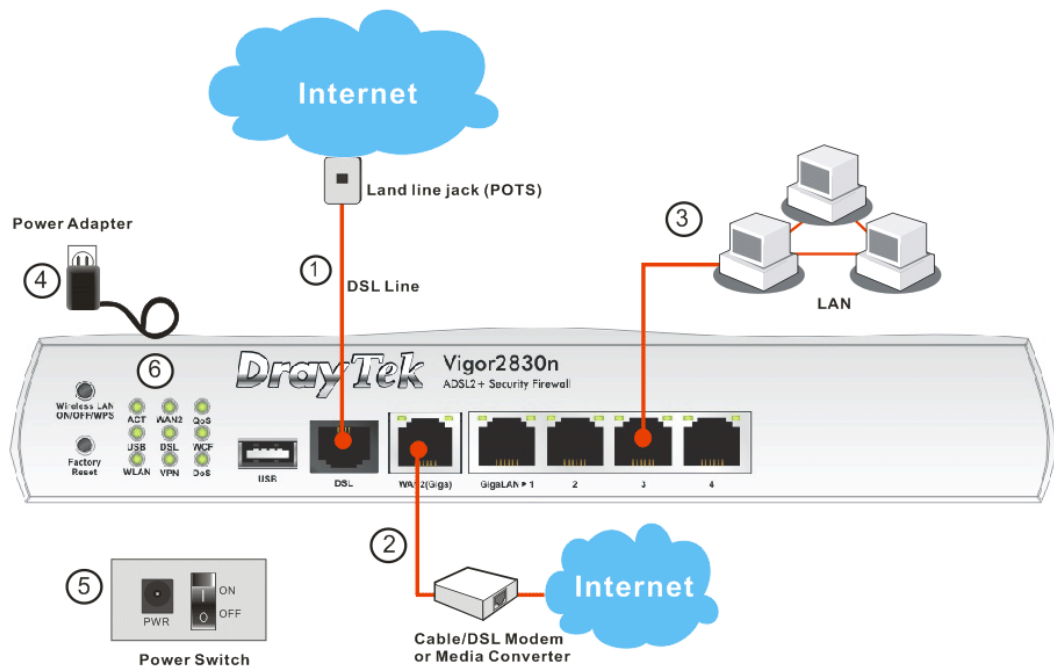 Internet
Land line jack (POTS)
Power Adapter
4
1
DSL Line
3
LAN
6
DrayTek
Vigor2830n
ADSL2+ Security Firewall
Wireless LAN
ON/OFF/WPS
Factory
Reset
ACT WAN2 QoS
USB DSL WCF
WLAN VPN DoS
USB
DSL
WAN2(Giga)
GigaLAN ▶ 1
2
3
4
2
Internet
Cable/DSL Modem
or Media Converter
5
PWR
I
ON
O
OFF
Power Switch